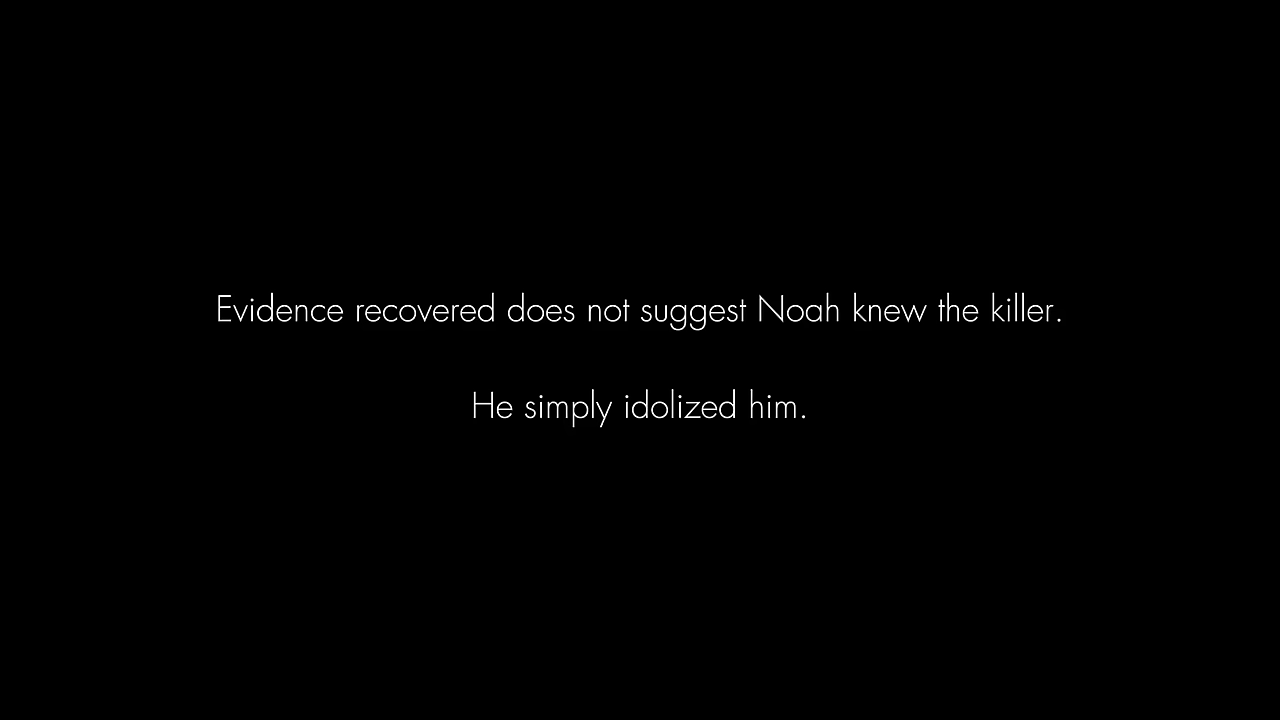 Evidence recovered does not suggest Noah knew the killer.
He simply idolized him.